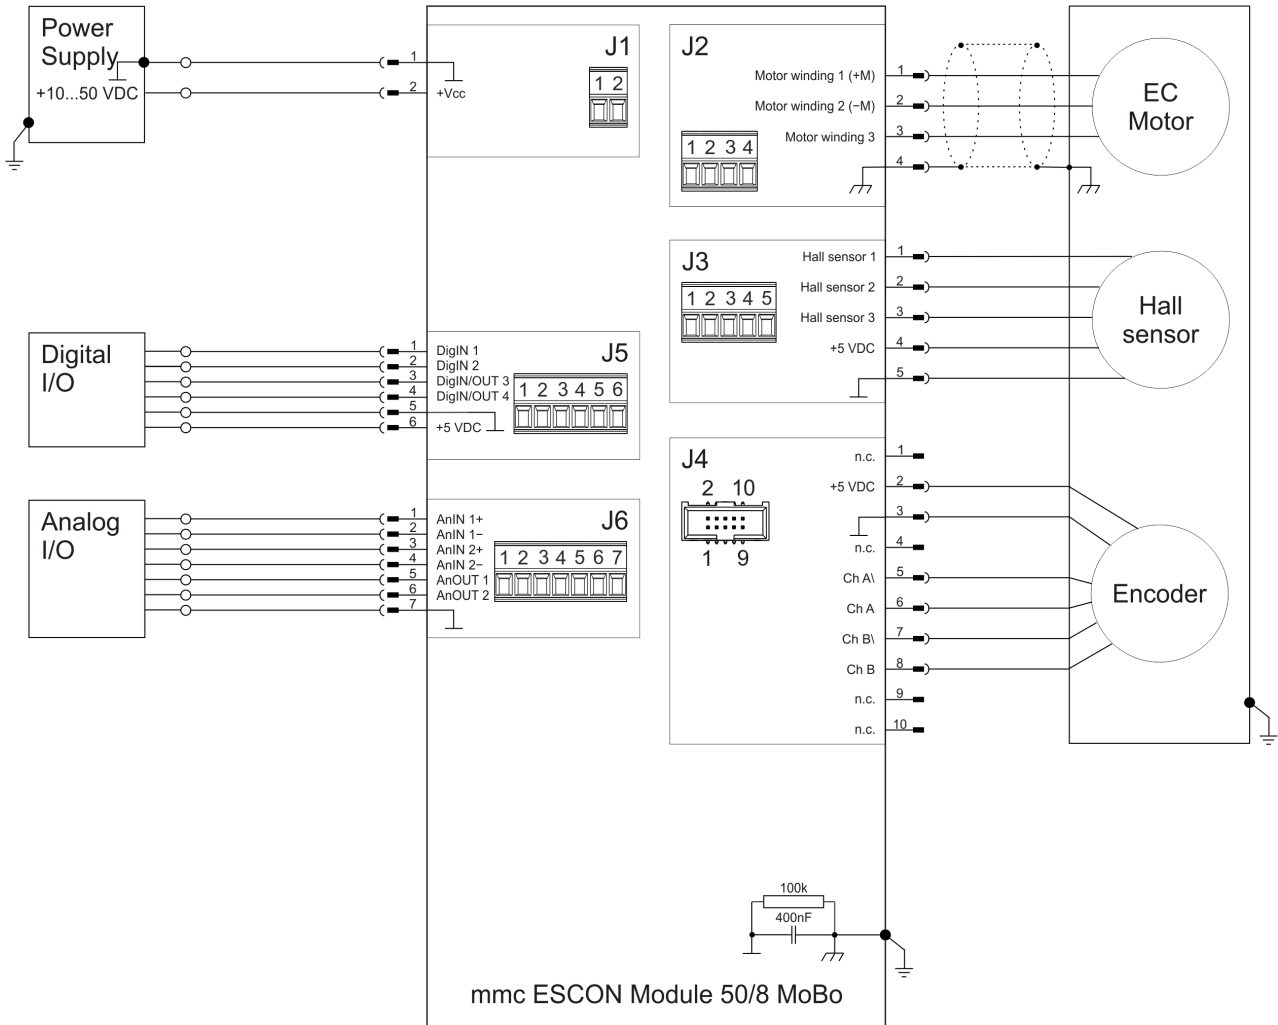 Power
Supply
+10...50 VDC
1
2
+Vcc
J1
1 2
J2
1 2 3 4
Motor winding 1 (+M)
1
Motor winding 2 (−M)
2
Motor winding 3
3
4
EC
Motor
J3
1 2 3 4 5
Hall sensor 1
1
Hall sensor 2
2
Hall sensor 3
3
+5 VDC
4
5
Hall
sensor
Digital
I/O
1
DigIN 1
2
DigIN 2
3
DigIN/OUT 3
4
DigIN/OUT 4
5
6
+5 VDC
J5
1 2 3 4 5 6
J4
2 10
1 9
n.c.
1
+5 VDC
2
3
n.c.
4
Ch A\
5
Ch A
6
Ch B\
7
Ch B
8
n.c.
9
n.c.
10
Encoder
Analog
I/O
1
AnIN 1+
2
AnIN 1−
3
AnIN 2+
4
AnIN 2−
5
AnOUT 1
6
AnOUT 2
7
J6
1 2 3 4 5 6 7
100k
400nF
mmc ESCON Module 50/8 MoBo